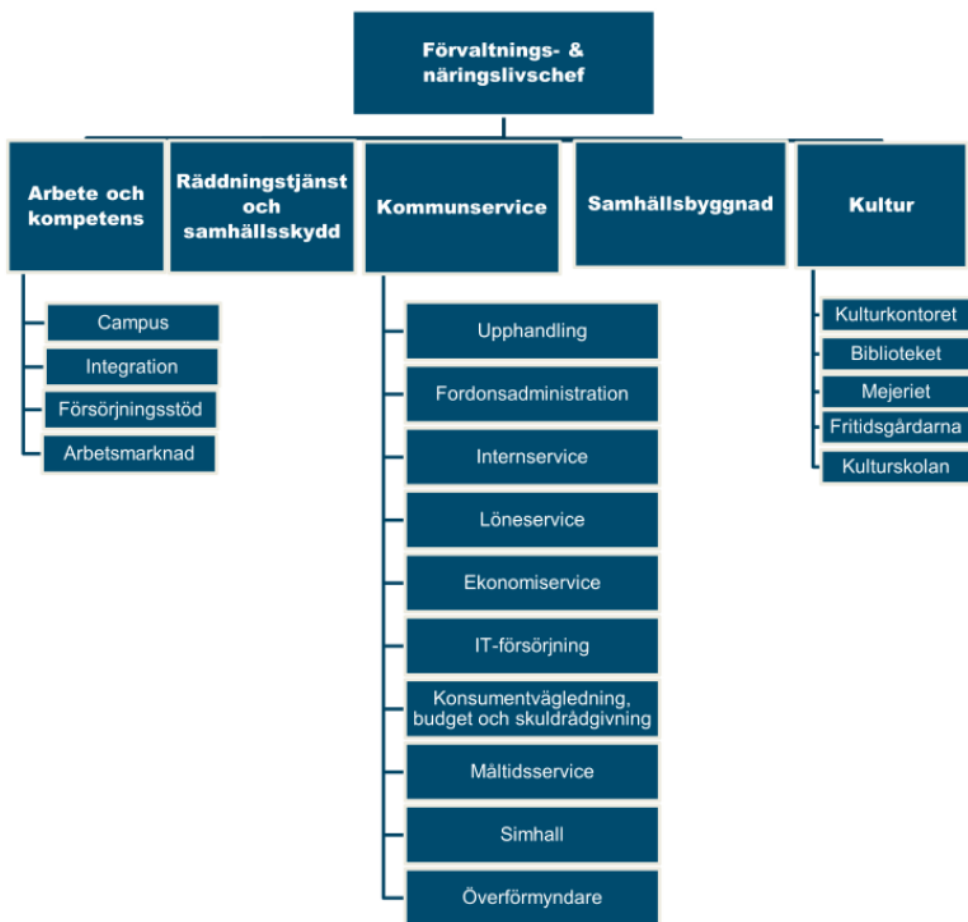 Förvaltnings- &
näringslivschef
Arbete och
kompetens
Räddningstjänst
och
samhällsskydd
Kommunservice
Samhällsbyggnad
Kultur
Campus
Integration
Försörjningsstöd
Arbetsmarknad
Upphandling
Fordonsadministration
Internservice
Löneservice
Ekonomiservice
IT-försörjning
Konsumentvägledning,
budget och skuldrådgivning
Måltidsservice
Simhall
Överförmyndare
Kulturkontoret
Biblioteket
Mejeriet
Fritidsgårdarna
Kulturskolan